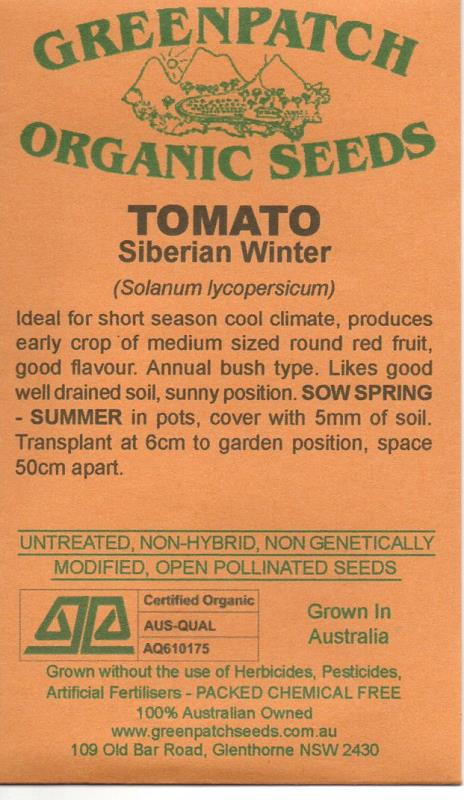 GREENPATCH
ORGANIC SEEDS
TOMATO
Siberian Winter
(Solanum lycopersicum)
Ideal for short season cool climate, produces
early crop of medium sized round red fruit,
good flavour. Annual bush type. Likes good
well drained soil, sunny position. SOW SPRING
- SUMMER in pots, cover with 5mm of soil.
Transplant at 6cm to garden position, space
50cm apart.
UNTREATED, NON-HYBRID, NON GENETICALLY
MODIFIED, OPEN POLLINATED SEEDS
Certified Organic
AUS-QUAL
AQ610175
Grown In
Australia
Grown without the use of Herbicides, Pesticides,
Artificial Fertilisers - PACKED CHEMICAL FREE
100% Australian Owned
www.greenpatchseeds.com.au
109 Old Bar Road, Glenthorne NSW 2430